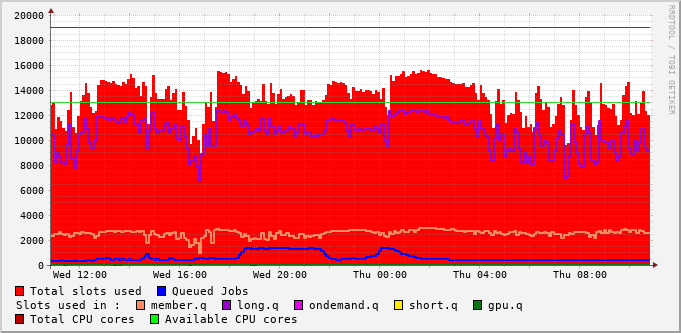 20000
18000
16000
14000
12000
10000
8000
6000
4000
2000
0
Wed 12:00 Wed 16:00 Wed 20:00 Thu 00:00 Thu 04:00 Thu 08:00
RRDTOOL / TOBI OETIKER
Total slots used Queued Jobs
Slots used in : member.q long.q ondemand.q short.q gpu.q
Total CPU cores Available CPU cores